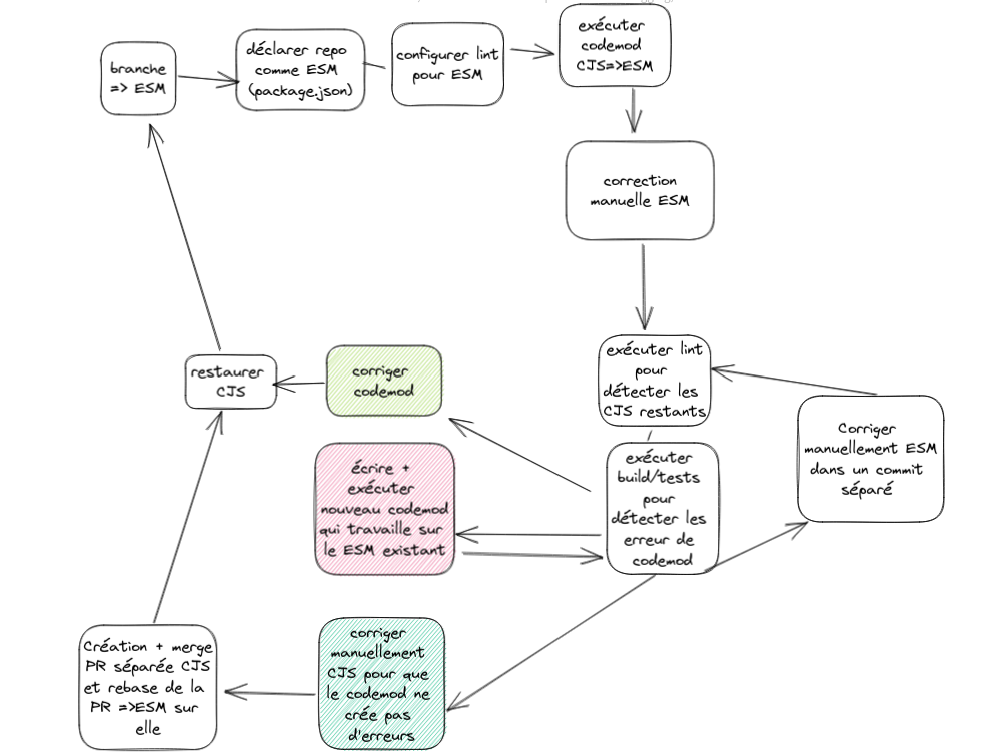 branche
=> ESM
déclarer repo
comme ESM
(package.json)
configurer lint
pour ESM
exécuter
codemod
CJS=>ESM
correction
manuelle ESM
exécuter lint
pour
détecter les
CJS restants
exécuter
build/tests
pour
détecter les
erreur de
codemod
Corriger
manuellement ESM
dans un commit
séparé
corriger
codemod
restaurer
CJS
écrire +
exécuter
nouveau codemod
qui travaille sur
le ESM existant
corriger
manuellement
CJS pour que
le codemod ne
crée pas
d'erreurs
Création + merge
PR séparée CJS
et rebase de la
PR =>ESM sur
elle